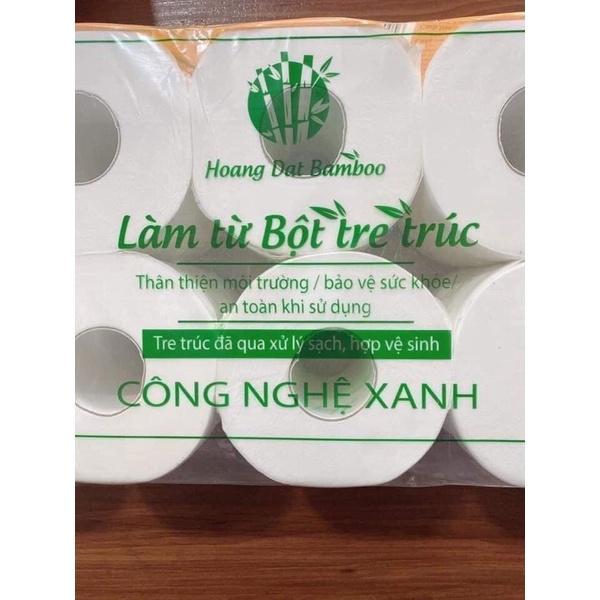 Hoang Dat Bamboo
Làm từ Bột tre trúc
Thân thiện môi trường / bảo vệ sức khỏe/
an toàn khi sử dụng
Tre trúc đã qua xử lý sạch, hợp vệ sinh
CÔNG NGHỆ XANH